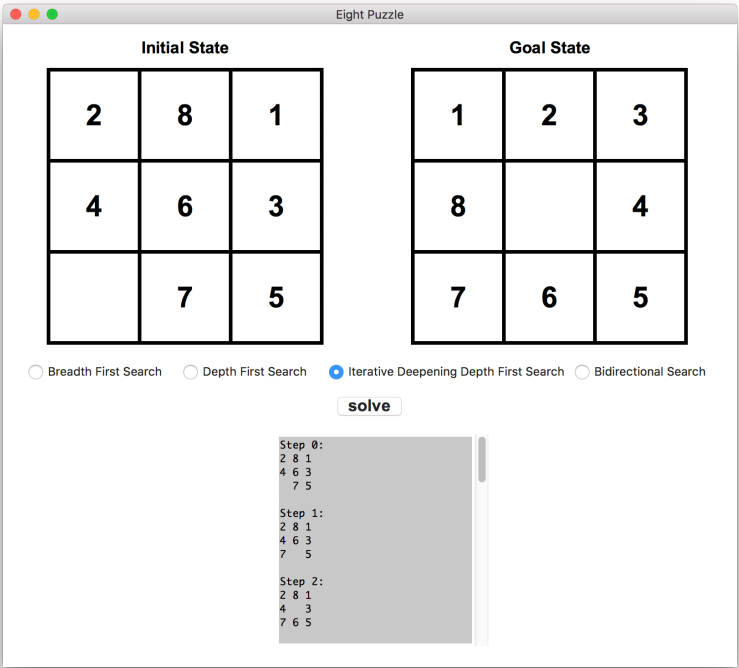 Eight Puzzle
Initial State
Goal State
2 8 1
1 2 3
4 6 3
8 4
7 5
7 6 5
Breadth First Search
Depth First Search
Iterative Deepening Depth First Search
Bidirectional Search
solve
Step 0:
2 8 1
4 6 3
  7 5
Step 1:
2 8 1
4 6 3
7   5
Step 2:
2 8 1
4   3
7 6 5